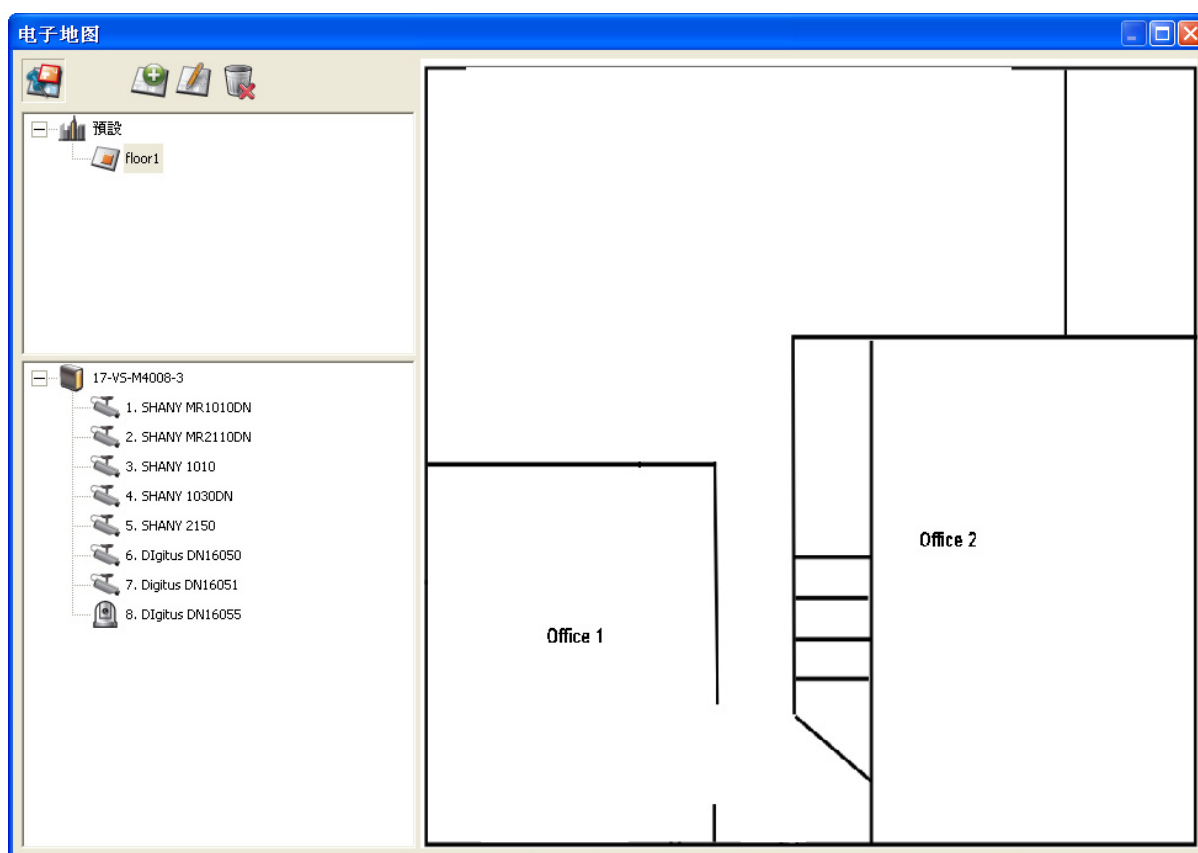 电子地图
預設
floor1
17-VS-M4008-3
1. SHANY MR1010DN
2. SHANY MR2110DN
3. SHANY 1010
4. SHANY 1030DN
5. SHANY 2150
6. DIgitus DN16050
7. Digitus DN16051
8. DIgitus DN16055
Office 2
Office 1